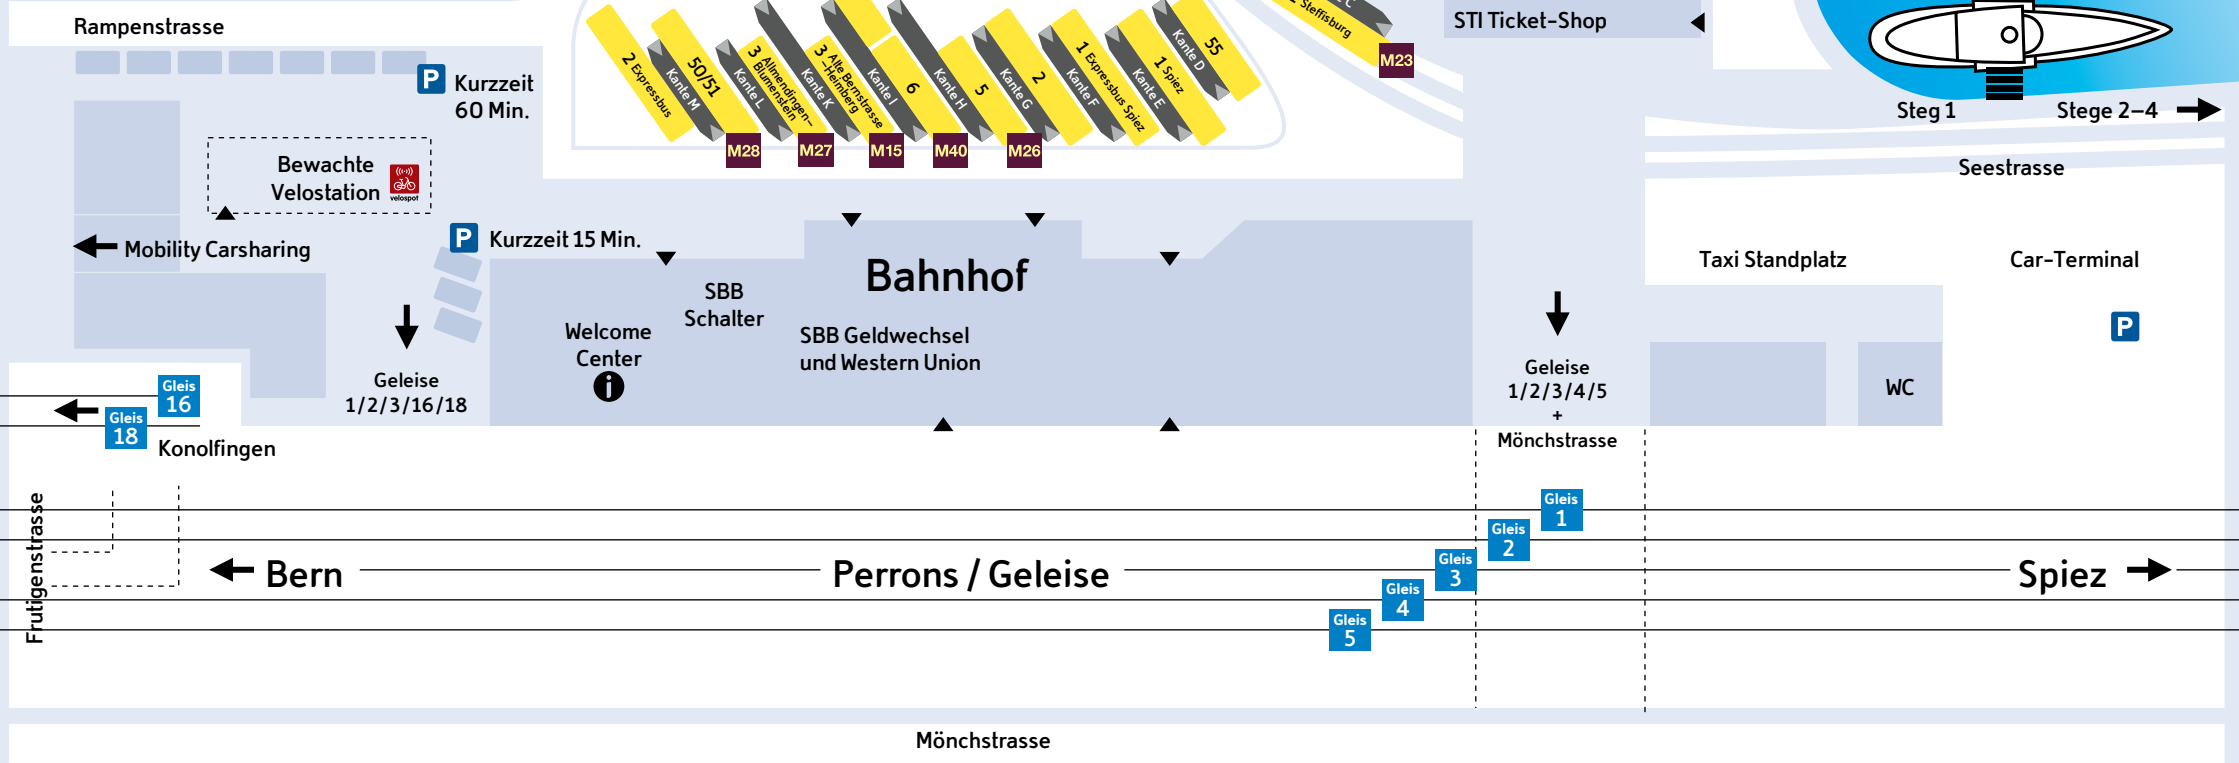 Rampenstrasse
P
Kurzzeit
60 Min.
Bewachte
Velostation
velospot
Mobility Carsharing
P
Kurzzeit 15 Min.
2 Expressbus
50/51
Kante M
Kante L
3 Allmendingen–
Blumenstein
Kante K
3 Alle Bernstrasse
–Heimberg
Kante I
6
Kante H
5
Kante G
2
Kante F
1 Expressbus Spiez
Kante E
1 Spiez
Kante D
55
C
Steffisburg
M28
M27
M15
M40
M26
M23
STI Ticket-Shop
Steg 1
Stege 2–4
Seestrasse
Taxi Standplatz
Car-Terminal
P
WC
Bahnhof
SBB
Schalter
Welcome
Center
i
SBB Geldwechsel
und Western Union
Geleise
1/2/3/16/18
Geleise
1/2/3/4/5
+
Mönchstrasse
Gleis
16
Gleis
18
Konolfingen
Frutigenstrasse
Gleis
1
Gleis
2
Gleis
3
Gleis
4
Gleis
5
Bern
Perrons / Geleise
Spiez
Mönchstrasse